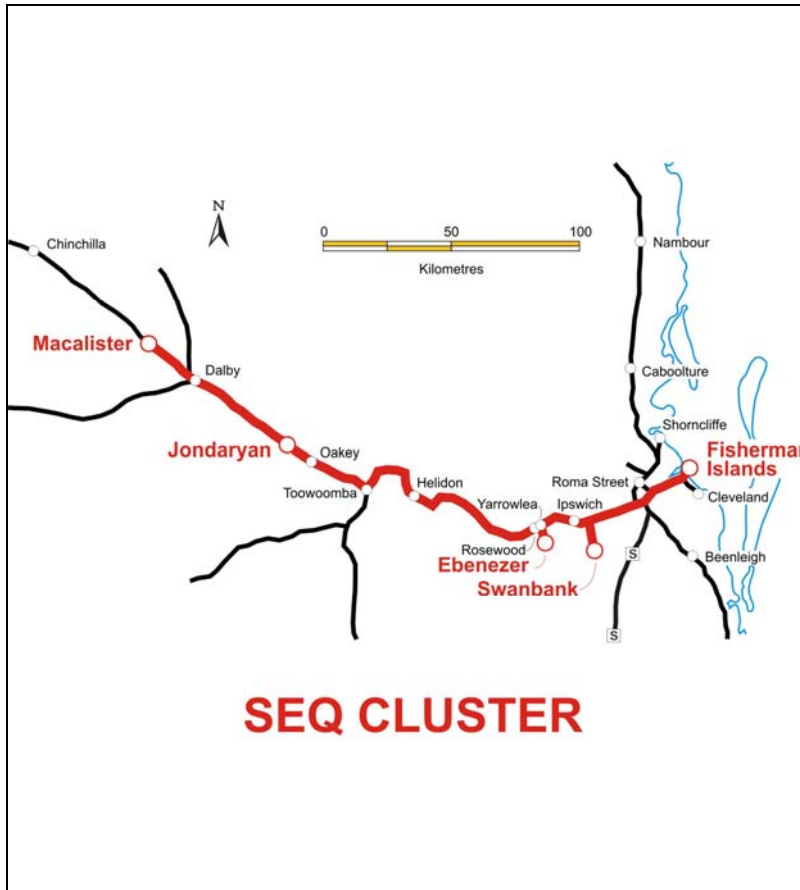 N
0 50 100
Kilometres
Chinchilla
Nambour
Macalister
Dalby
Caboolture
Shorncliffe
Jondaryan
Oakey
Fisherman
Islands
Toowoomba
Helidon
Roma Street
Cleveland
Yarrowlea
Ipswich
Rosewood
Ebenezer
Beenleigh
S
Swanbank
S
SEQ CLUSTER